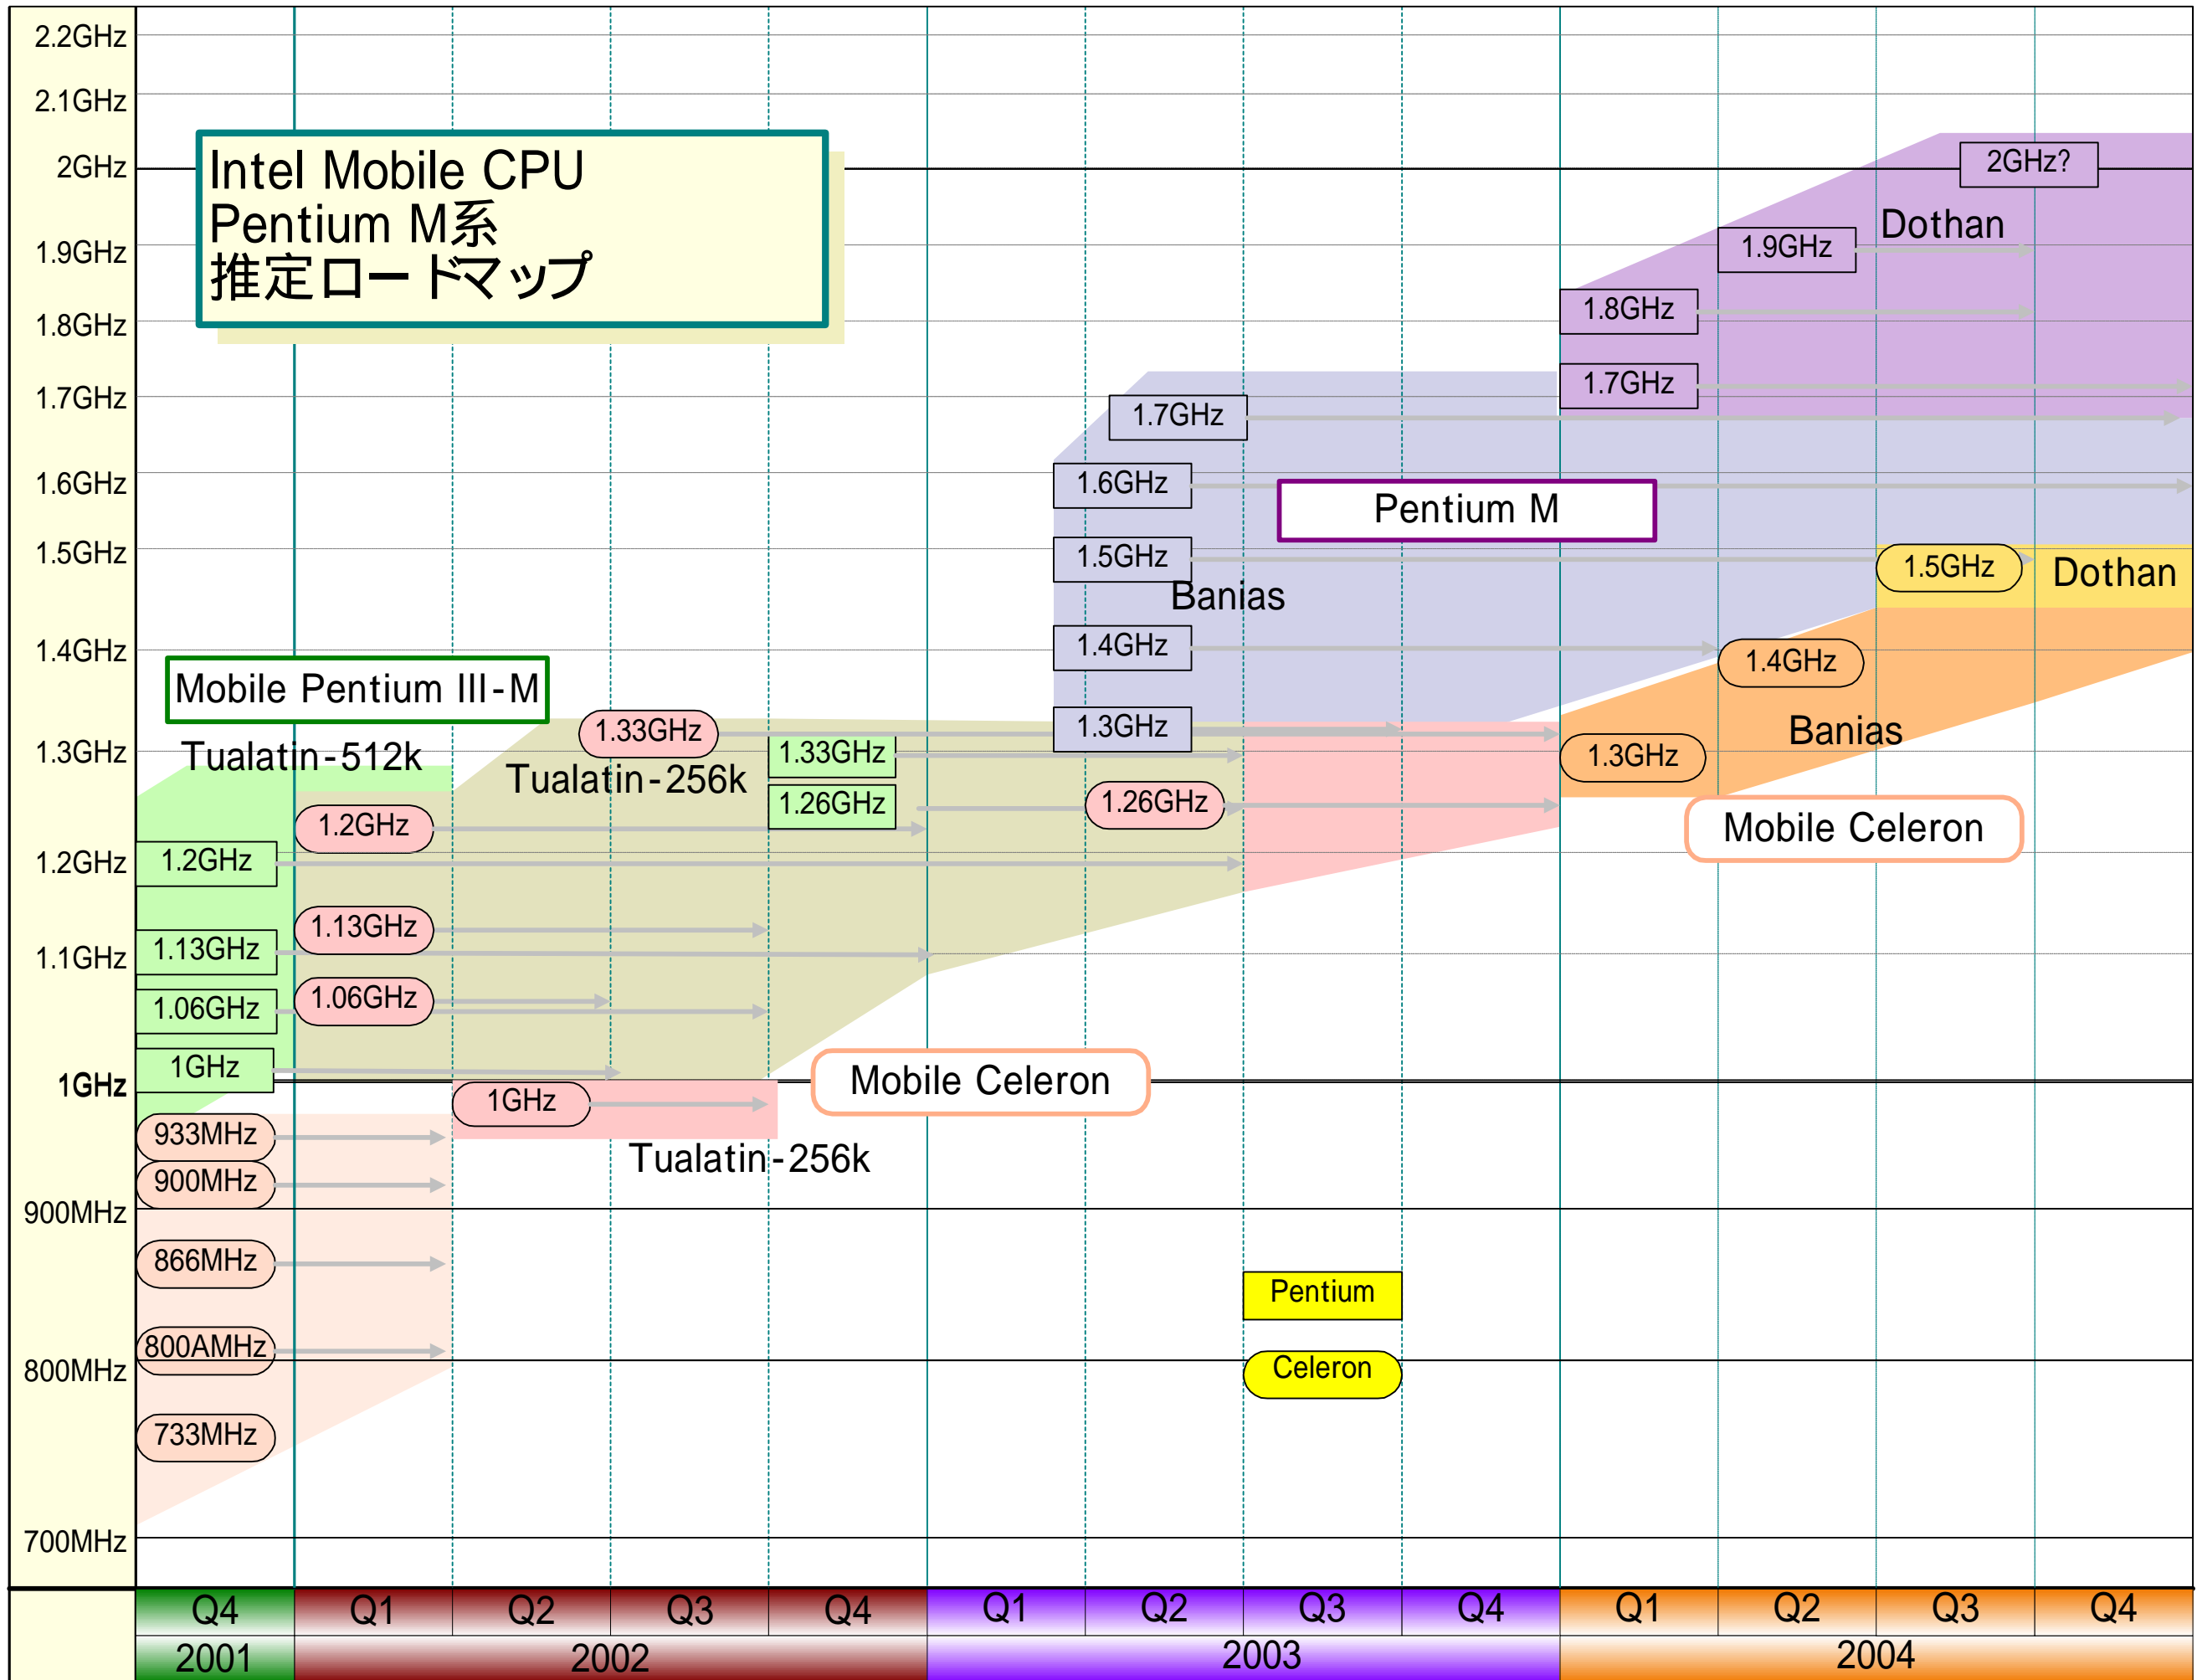 2.2GHz
2.1GHz
2GHz
1.9GHz
1.8GHz
1.7GHz
1.6GHz
1.5GHz
1.4GHz
1.3GHz
1.2GHz
1.1GHz
1GHz
900MHz
800MHz
700MHz
Intel Mobile CPU
Pentium M系
推定ロードマップ
2GHz?
Dothan
1.9GHz
1.8GHz
1.7GHz
1.7GHz
1.6GHz
Pentium M
1.5GHz
Banias
1.5GHz
Dothan
1.4GHz
1.4GHz
Mobile Pentium III-M
1.3GHz
Banias
1.33GHz
Tualatin-512k
1.33GHz
1.3GHz
Tualatin-256k
1.26GHz
1.26GHz
Mobile Celeron
1.2GHz
1.2GHz
1.13GHz
1.13GHz
1.06GHz
1.06GHz
1GHz
Mobile Celeron
1GHz
933MHz
Tualatin-256k
900MHz
866MHz
Pentium
800AMHz
Celeron
733MHz
Q4 Q1 Q2 Q3 Q4 Q1 Q2 Q3 Q4 Q1 Q2 Q3 Q4
2001 2002 2003 2004